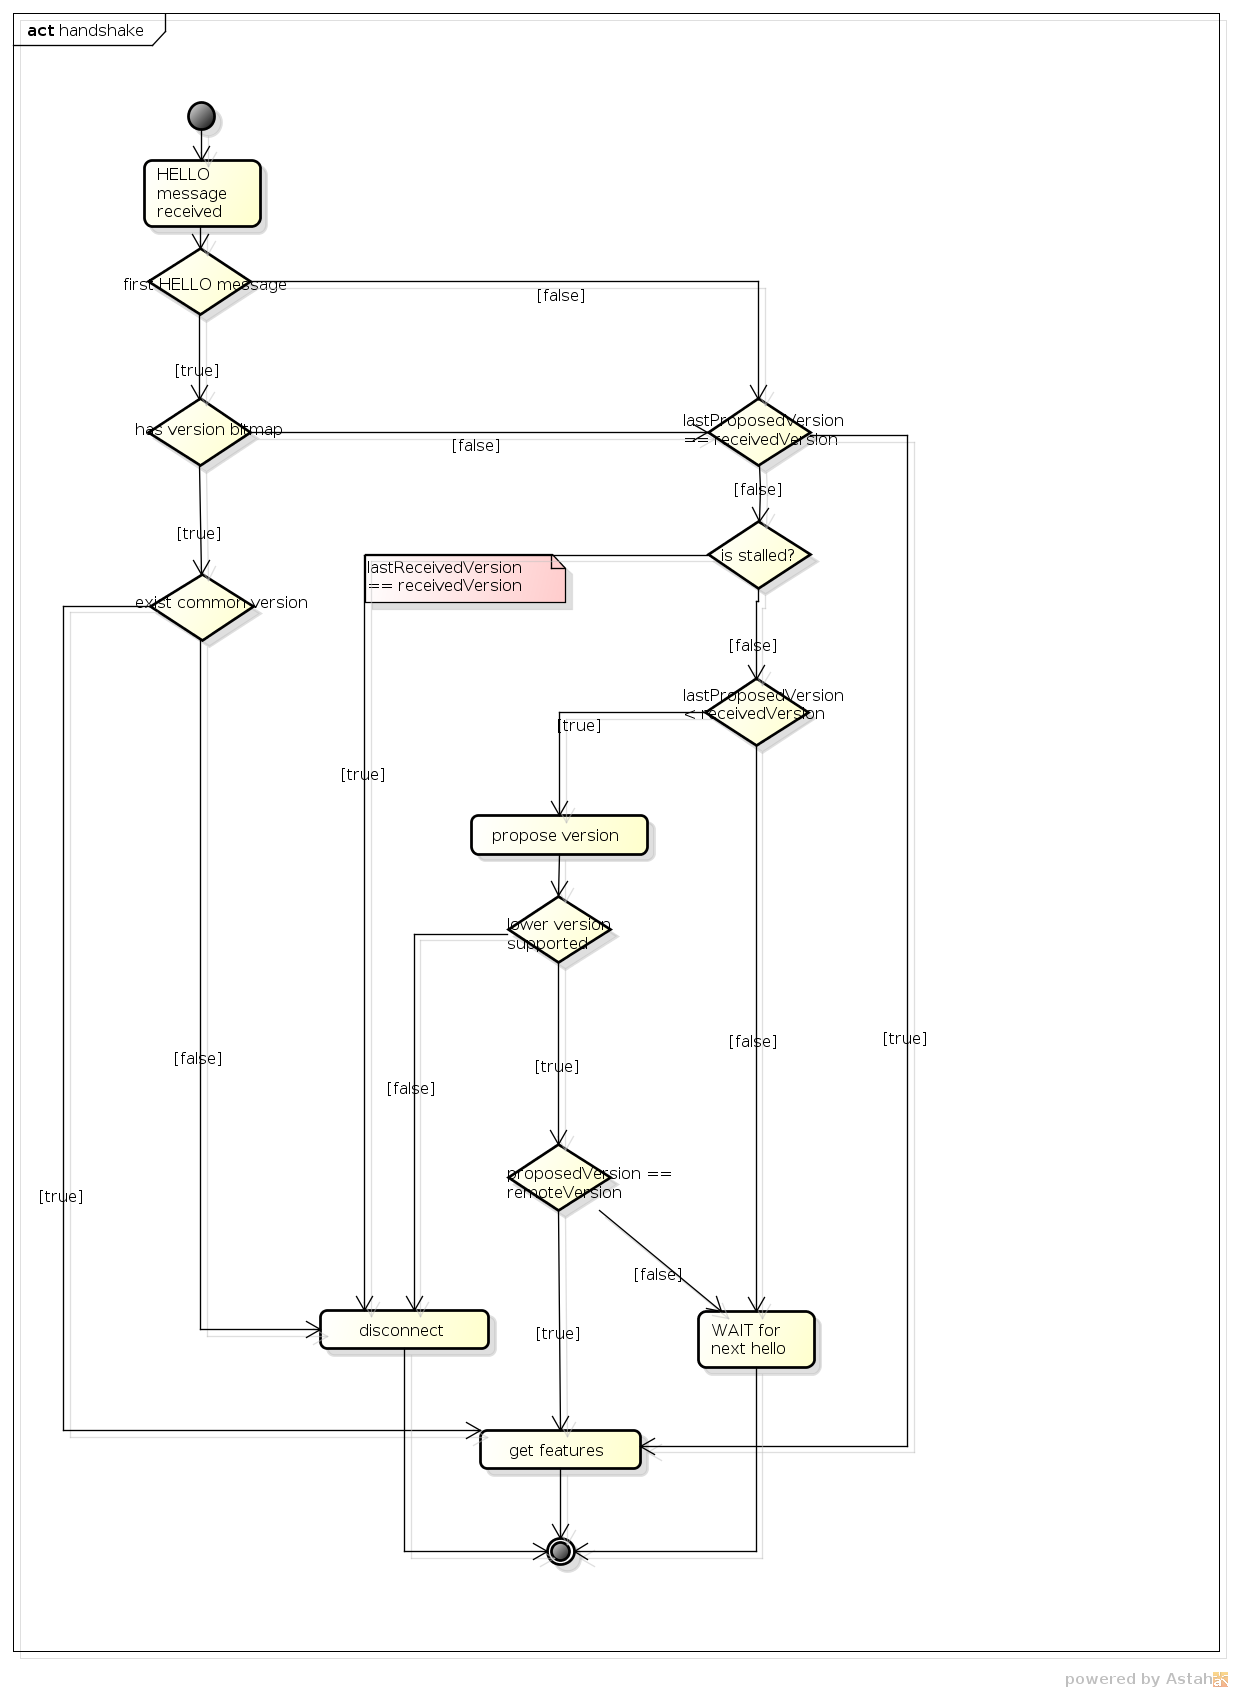 act handshake
HELLO
message
received
first HELLO message
[false]
[true]
has version bitmap
[false]
lastProposedVersion
== receivedVersion
[false]
[true]
is stalled?
lastReceivedVersion
== receivedVersion
exist common version
[false]
lastProposedVersion
< receivedVersion
[true]
[true]
propose version
lower version
supported
[false]
[true]
[false]
[true]
[false]
[true]
proposedVersion ==
remoteVersion
[true]
[false]
[true]
disconnect
WAIT for
next hello
get features
powered by Astah